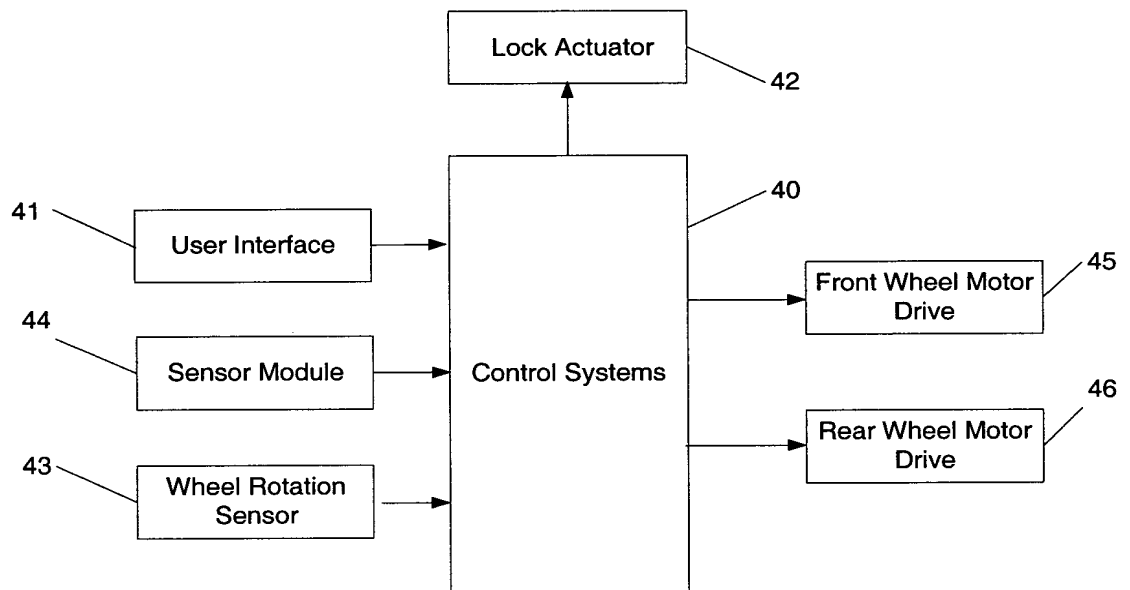 Lock Actuator
42
40
41
User Interface
Front Wheel Motor
Drive
45
44
Sensor Module
Control Systems
Rear Wheel Motor
Drive
46
43
Wheel Rotation
Sensor